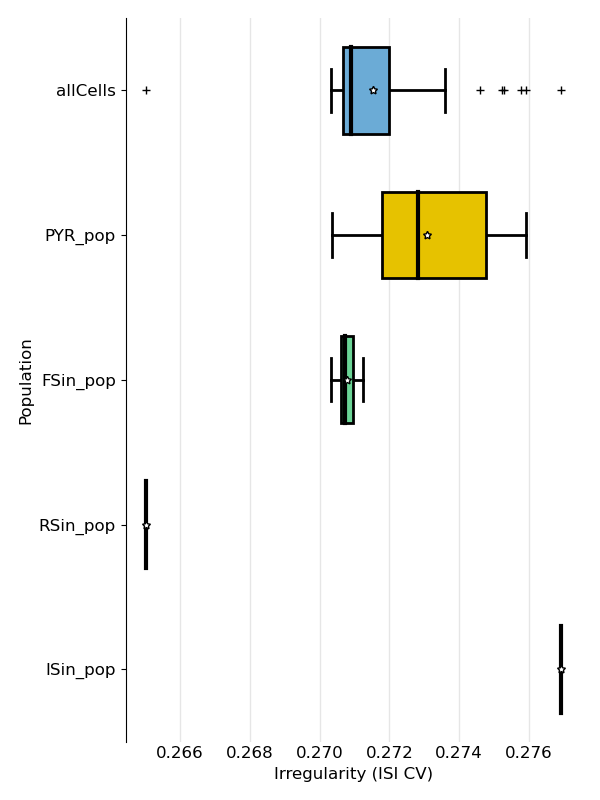 allCells
PYR_pop
FSin_pop
RSin_pop
ISin_pop
Population
0.266 0.268 0.270 0.272 0.274 0.276
Irregularity (ISI CV)